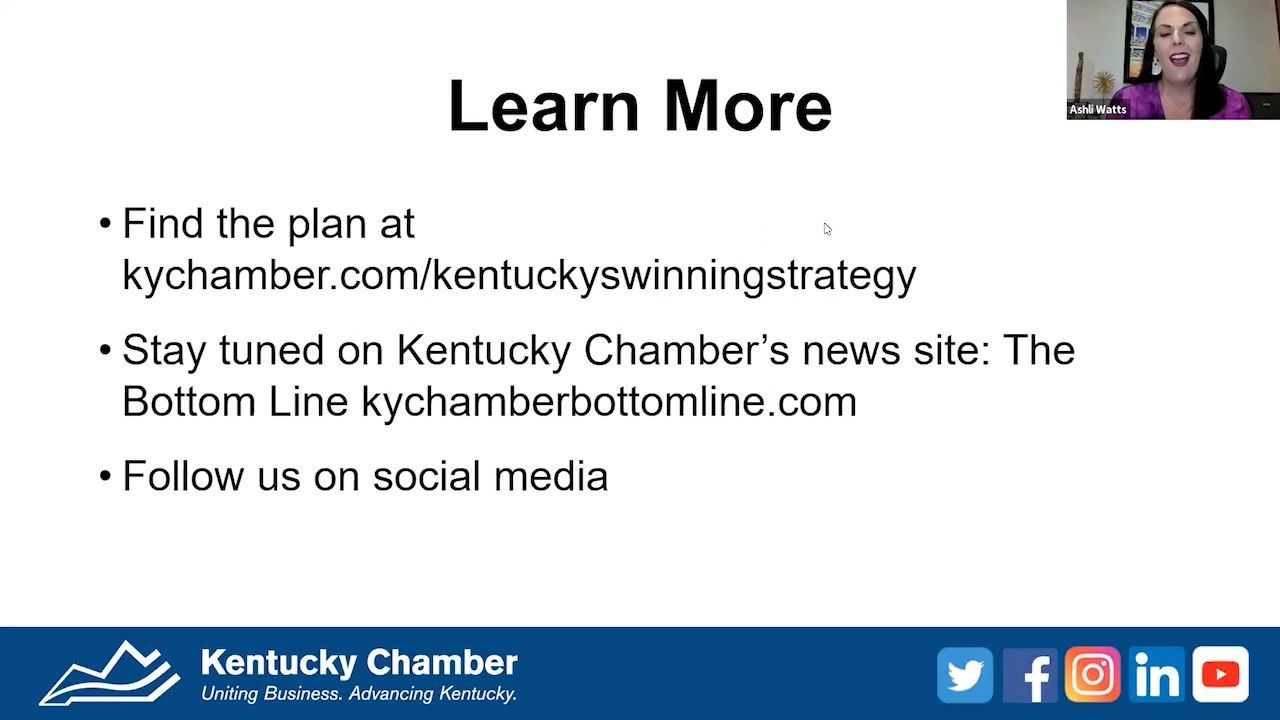 Learn More
Ashli Watts
• Find the plan at
kychamber.com/kentuckyswinningstrategy
• Stay tuned on Kentucky Chamber’s news site: The
Bottom Line kychamberbottomline.com
• Follow us on social media
Kentucky Chamber
Uniting Business. Advancing Kentucky.